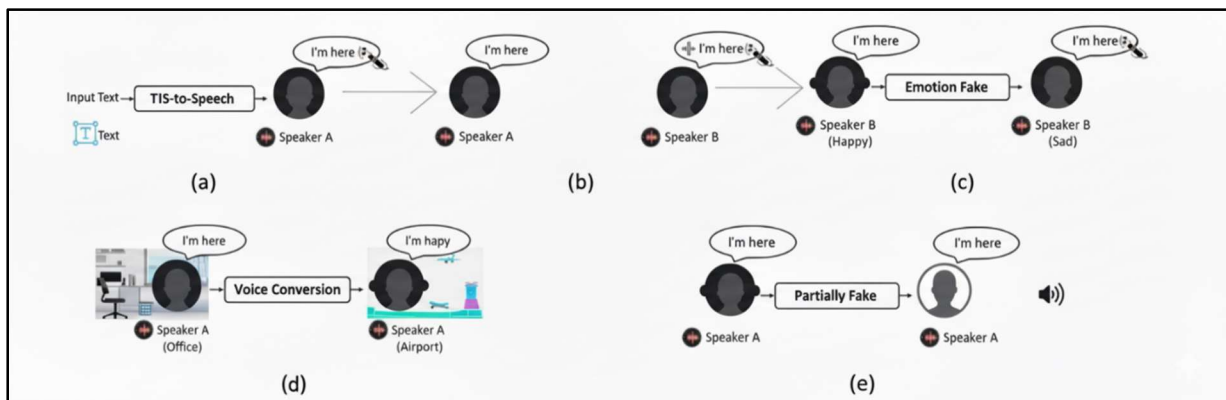 I'm here
I'm here
I'm here
I'm here
I'm here
Input Text
TIS-to-Speech
Emotion Fake
T Text
Speaker A
Speaker A
Speaker B
Speaker B
(Happy)
Speaker B
(Sad)
(a)
(b)
(c)
I'm here
I'm hapy
I'm here
I'm here
Voice Conversion
Partially Fake
Speaker A
(Office)
Speaker A
(Airport)
Speaker A
Speaker A
(d)
(e)